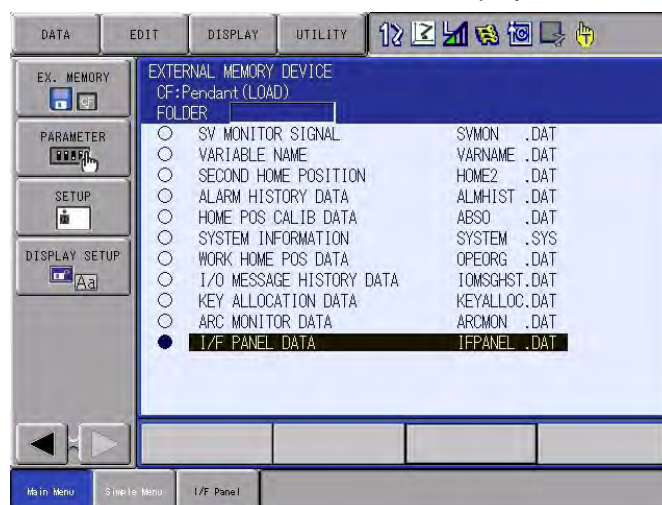 DATA EDIT DISPLAY UTILITY
EX. MEMORY
CF
PARAMETER
SETUP
DISPLAY SETUP
Aa
EXTERNAL MEMORY DEVICE
CF:Pendant(LOAD)
FOLDER
SV MONITOR SIGNAL SVMON .DAT
VARIABLE NAME VARNAME .DAT
SECOND HOME POSITION HOME2 .DAT
ALARM HISTORY DATA ALMHIST .DAT
HOME POS CALIB DATA ABSO .DAT
SYSTEM INFORMATION SYSTEM .SYS
WORK HOME POS DATA OPEORG .DAT
I/O MESSAGE HISTORY DATA IOMSGHST.DAT
KEY ALLOCATION DATA KEYALLOC.DAT
ARC MONITOR DATA ARCMON .DAT
I/F PANEL DATA IFPANEL .DAT
Main Menu Simple Menu I/F Panel